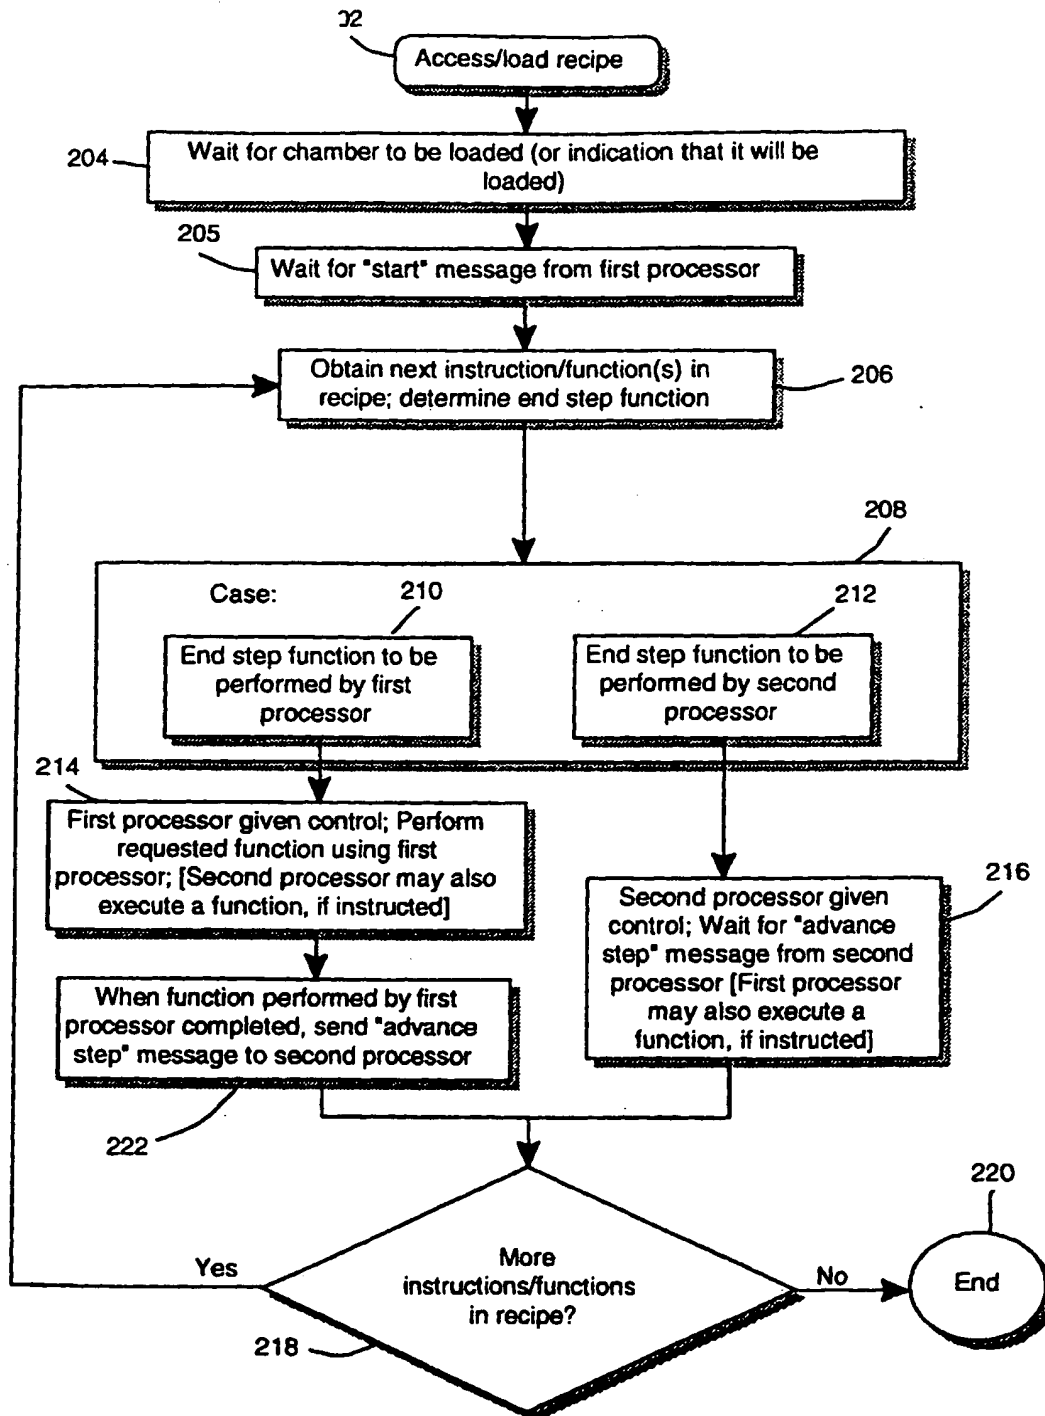 02
Access/load recipe
204
Wait for chamber to be loaded (or indication that it will be
loaded)
205
Wait for "start" message from first processor
Obtain next instruction/function(s) in
recipe; determine end step function
206
208
Case:
210
212
End step function to be
performed by first
processor
End step function to be
performed by second
processor
214
First processor given control; Perform
requested function using first
processor; [Second processor may also
execute a function, if instructed]
216
Second processor given
control; Wait for "advance
step" message from second
processor [First processor
may also execute a
function, if instructed]
When function performed by first
processor completed, send "advance
step" message to second processor
222
220
Yes
More
instructions/functions
in recipe?
No
End
218